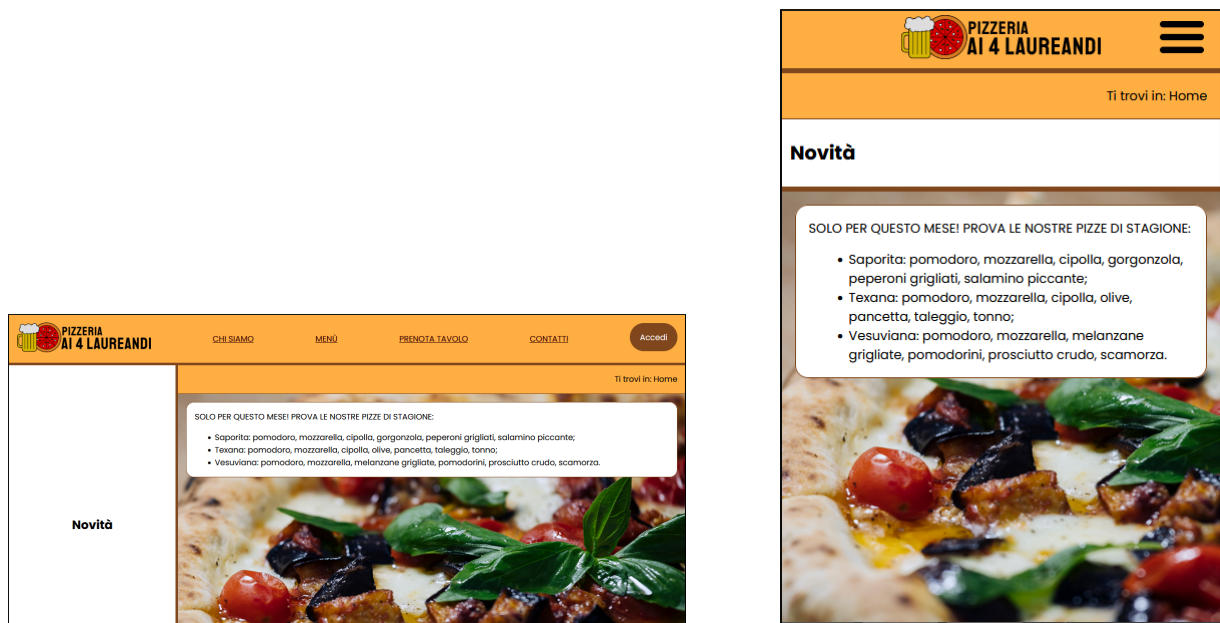 PIZZERIA
AI 4 LAUREANDI
CHI SIAMO
MENÙ
PRENOTA TAVOLO
CONTATTI
Accedi
Ti trovi in: Home
Novità
SOLO PER QUESTO MESE! PROVA LE NOSTRE PIZZE DI STAGIONE:
• Saporita: pomodoro, mozzarella, cipolla, gorgonzola, peperoni grigliati, salamino piccante;
• Texana: pomodoro, mozzarella, cipolla, olive, pancetta, taleggio, tonno;
• Vesuviana: pomodoro, mozzarella, melanzane grigliate, pomodorini, prosciutto crudo, scamorza.
PIZZERIA
AI 4 LAUREANDI
Ti trovi in: Home
Novità
SOLO PER QUESTO MESE! PROVA LE NOSTRE PIZZE DI STAGIONE:
• Saporita: pomodoro, mozzarella, cipolla, gorgonzola,
peperoni grigliati, salamino piccante;
• Texana: pomodoro, mozzarella, cipolla, olive,
pancetta, taleggio, tonno;
• Vesuviana: pomodoro, mozzarella, melanzane
grigliate, pomodorini, prosciutto crudo, scamorza.